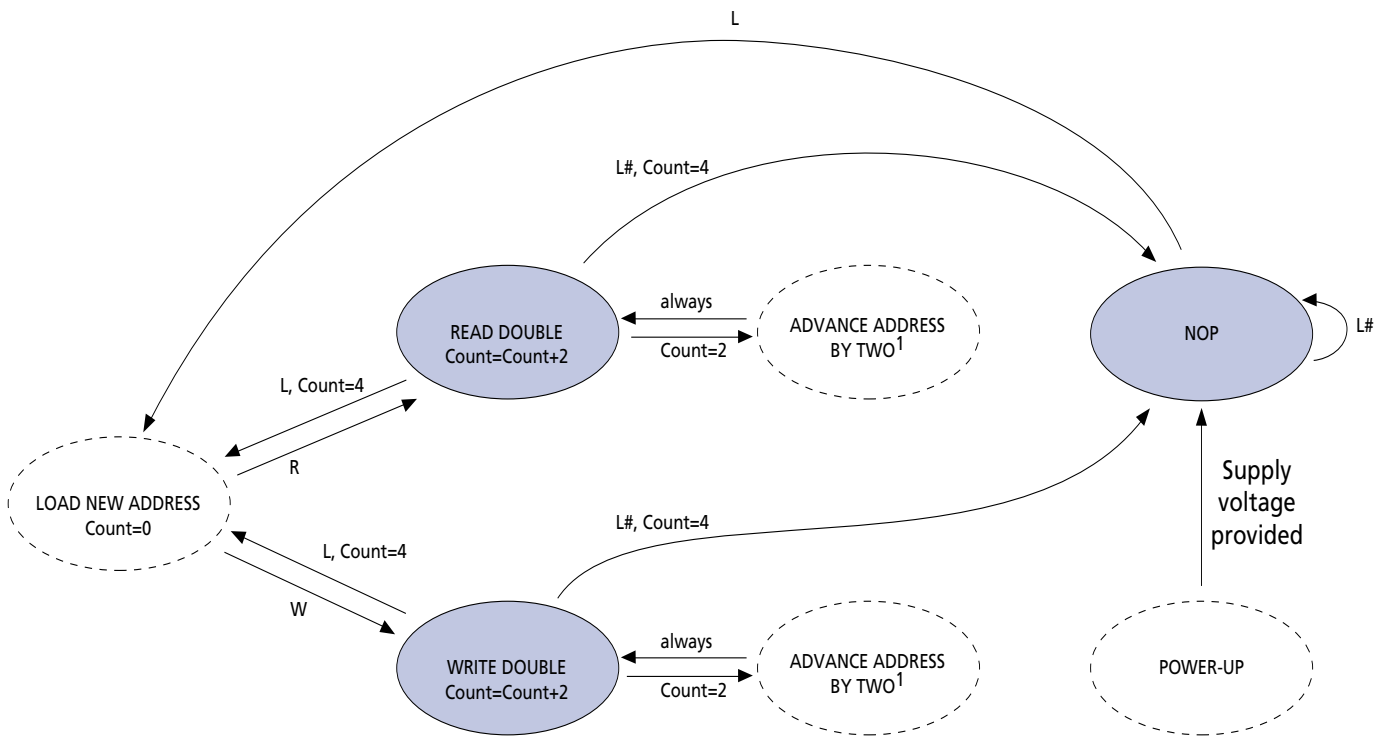 L
L#, Count=4
always
Count=2
READ DOUBLE
Count=Count+2
ADVANCE ADDRESS
BY TWO1
NOP
L#
L, Count=4
R
LOAD NEW ADDRESS
Count=0
Supply
voltage
provided
L#, Count=4
L, Count=4
W
always
Count=2
WRITE DOUBLE
Count=Count+2
ADVANCE ADDRESS
BY TWO1
POWER-UP